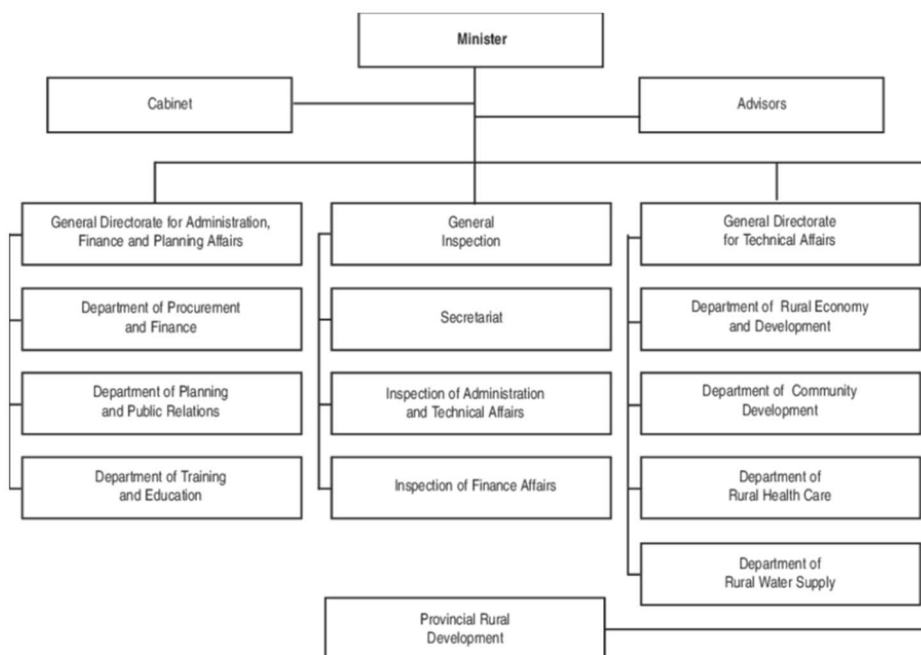 Minister
Cabinet
Advisors
General Directorate for Administration,
Finance and Planning Affairs
General
Inspection
General Directorate
for Technical Affairs
Department of Procurement
and Finance
Secretariat
Department of Rural Economy
and Development
Department of Planning
and Public Relations
Inspection of Administration
and Technical Affairs
Department of Community
Development
Department of Training
and Education
Inspection of Finance Affairs
Department of
Rural Health Care
Department of
Rural Water Supply
Provincial Rural
Development